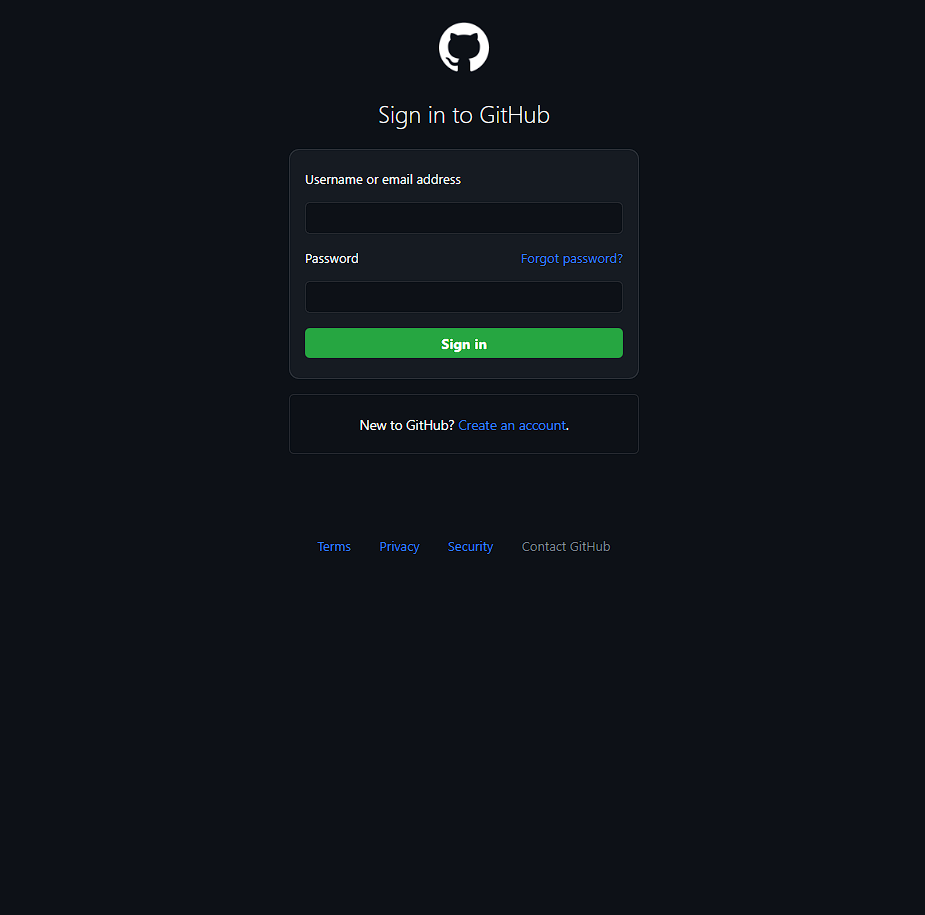 Sign in to GitHub
Username or email address
Password Forgot password?
Sign in
New to GitHub? Create an account.
Terms Privacy Security Contact GitHub